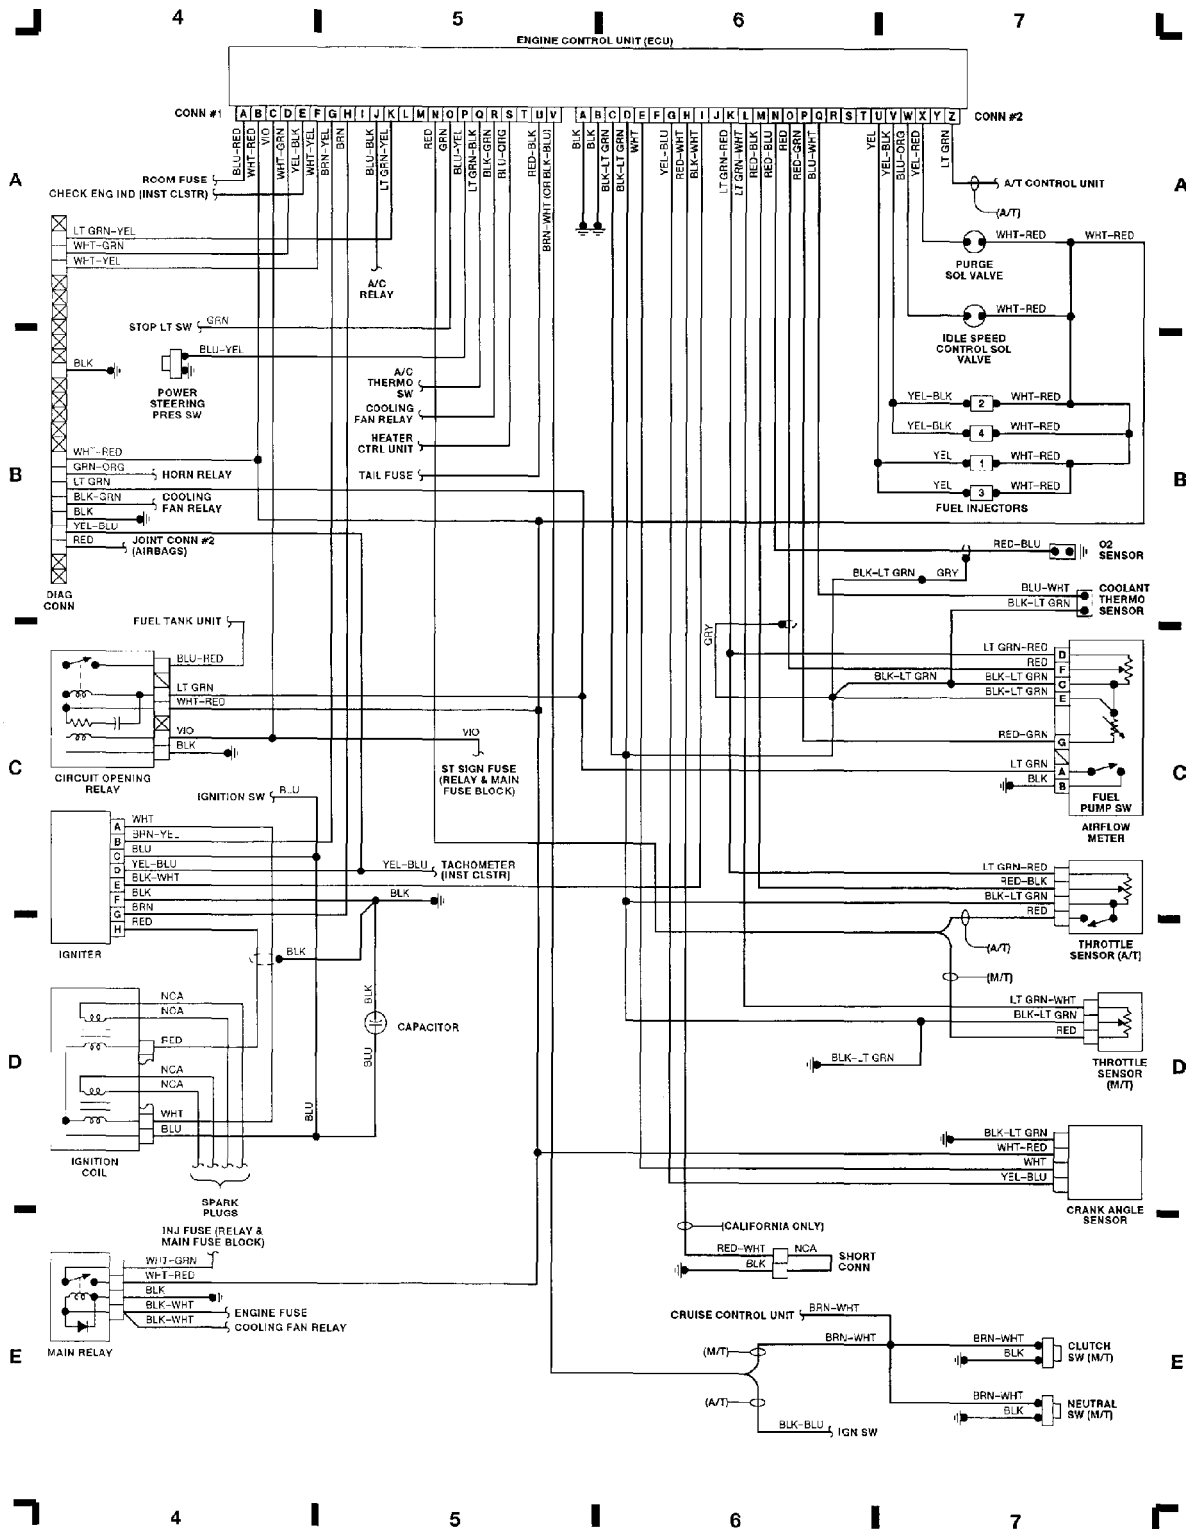 4 5 6 7
ENGINE CONTROL UNIT (ECU)
CONN #1 A B C D E F G H I J K L M N O P Q R S T U V A B C D E F G H I J K L M N O P Q R S T U V W X Y Z CONN #2
BLU-RED
WHT-RED
VIO
WHT-GRN
YEL-BLK
WHT-YEL
BRN-YEL
BRN
BLU-BLK
LT GRN-YEL
RED
GRN
BLU-YEL
LT GRN-BLK
BLK-GRN
BLU-ORG
RED-BLK
BRN-WHT (OR BLK-BLU)
BLK
BLK
BLK-LT GRN
BLK-LT GRN
WHT
YEL-BLU
RED-WHT
BLK-WHT
LT GRN-RED
LT GRN-WHT
RED-BLK
RED-BLU
RED
RED-GRN
BLU-WHT
YEL
YEL-BLK
BLU-ORG
YEL-RED
LT GRN
A
A
ROOM FUSE
CHECK ENG IND (INST CLSTR)
A/T CONTROL UNIT
(A/T)
LT GRN-YEL
WHT-GRN
WHT-YEL
A/C
RELAY
WHT-RED WHT-RED
PURGE
SOL VALVE
STOP LT SW GRN
WHT-RED
IDLE SPEED
CONTROL SOL
VALVE
BLK
BLU-YEL
POWER
STEERING
PRES SW
A/C
THERMO
SW
COOLING
FAN RELAY
HEATER
CTRL UNIT
TAIL FUSE
YEL-BLK 2 WHT-RED
YEL-BLK 4 WHT-RED
YEL 1 WHT-RED
YEL 3 WHT-RED
FUEL INJECTORS
B
B
WHT-RED
GRN-ORG HORN RELAY
LT GRN
BLK-GRN COOLING
FAN RELAY
BLK
YEL-BLU
RED JOINT CONN #2
(AIRBAGS)
DIAG
CONN
RED-BLU O2
SENSOR
BLK-LT GRN GRY
BLU-WHT COOLANT
BLK-LT GRN THERMO
SENSOR
FUEL TANK UNIT
GRY
BLU-RED
LT GRN
WHT-RED
VIO
BLK
CIRCUIT OPENING
RELAY
VIO
ST SIGN FUSE
(RELAY & MAIN
FUSE BLOCK)
LT GRN-RED D
RED F
BLK-LT GRN
BLK-LT GRN C
BLK-LT GRN E
RED-GRN G
LT GRN A
BLK B
FUEL
PUMP SW
AIRFLOW
METER
C
C
IGNITION SW BLU
A WHT
B BRN-YEL
C BLU
D YEL-BLU
E BLK-WHT
F BLK
G BRN
H RED
IGNITER
YEL-BLU TACHOMETER
(INST CLSTR)
BLK
BLK
LT GRN-RED
RED-BLK
BLK-LT GRN
RED
THROTTLE
SENSOR (A/T)
(A/T)
(M/T)
NCA
NCA
RED
NCA
NCA
WHT
BLU
IGNITION
COIL
BLK
CAPACITOR
BLU
BLU
LT GRN-WHT
BLK-LT GRN
RED
THROTTLE
SENSOR
(M/T)
BLK-LT GRN
D
D
SPARK
PLUGS
BLK-LT GRN
WHT-RED
WHT
YEL-BLU
CRANK ANGLE
SENSOR
INJ FUSE (RELAY &
MAIN FUSE BLOCK)
WHT-GRN
WHT-RED
BLK
BLK-WHT ENGINE FUSE
BLK-WHT COOLING FAN RELAY
MAIN RELAY
(CALIFORNIA ONLY)
RED-WHT NCA SHORT
BLK CONN
CRUISE CONTROL UNIT BRN-WHT
BRN-WHT
(M/T)
(A/T)
BLK-BLU IGN SW
BRN-WHT CLUTCH
BLK SW (M/T)
BRN-WHT NEUTRAL
BLK SW (M/T)
E
E
4 5 6 7